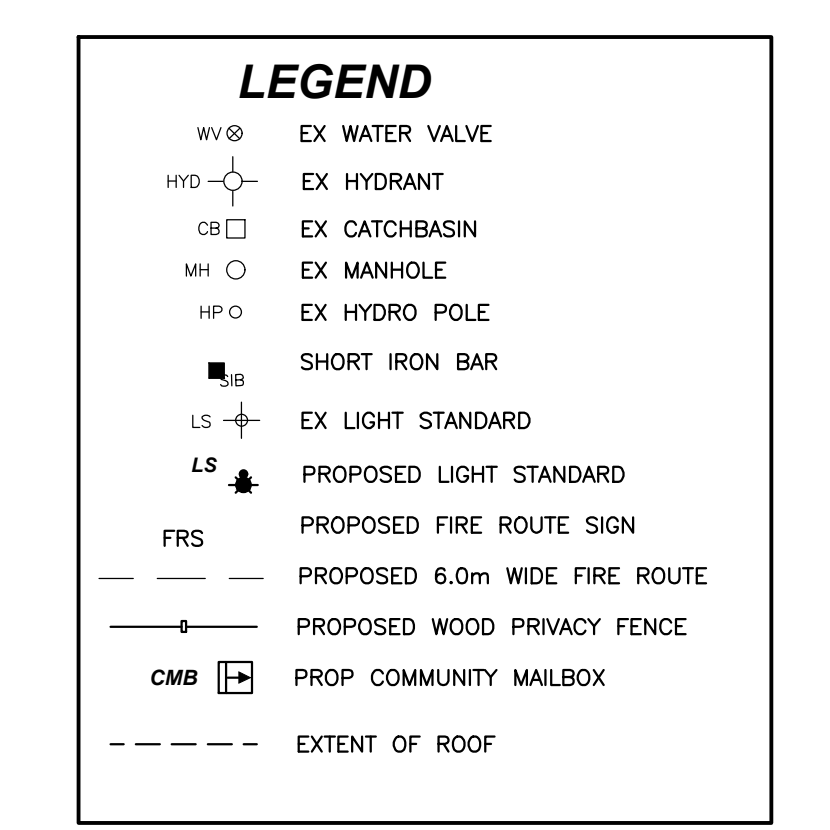 LEGEND
WV EX WATER VALVE
HYD EX HYDRANT
CB EX CATCHBASIN
MH EX MANHOLE
HP EX HYDRO POLE
SIB SHORT IRON BAR
LS EX LIGHT STANDARD
LS PROPOSED LIGHT STANDARD
FRS PROPOSED FIRE ROUTE SIGN
PROPOSED 6.0m WIDE FIRE ROUTE
PROPOSED WOOD PRIVACY FENCE
CMB PROP COMMUNITY MAILBOX
EXTENT OF ROOF